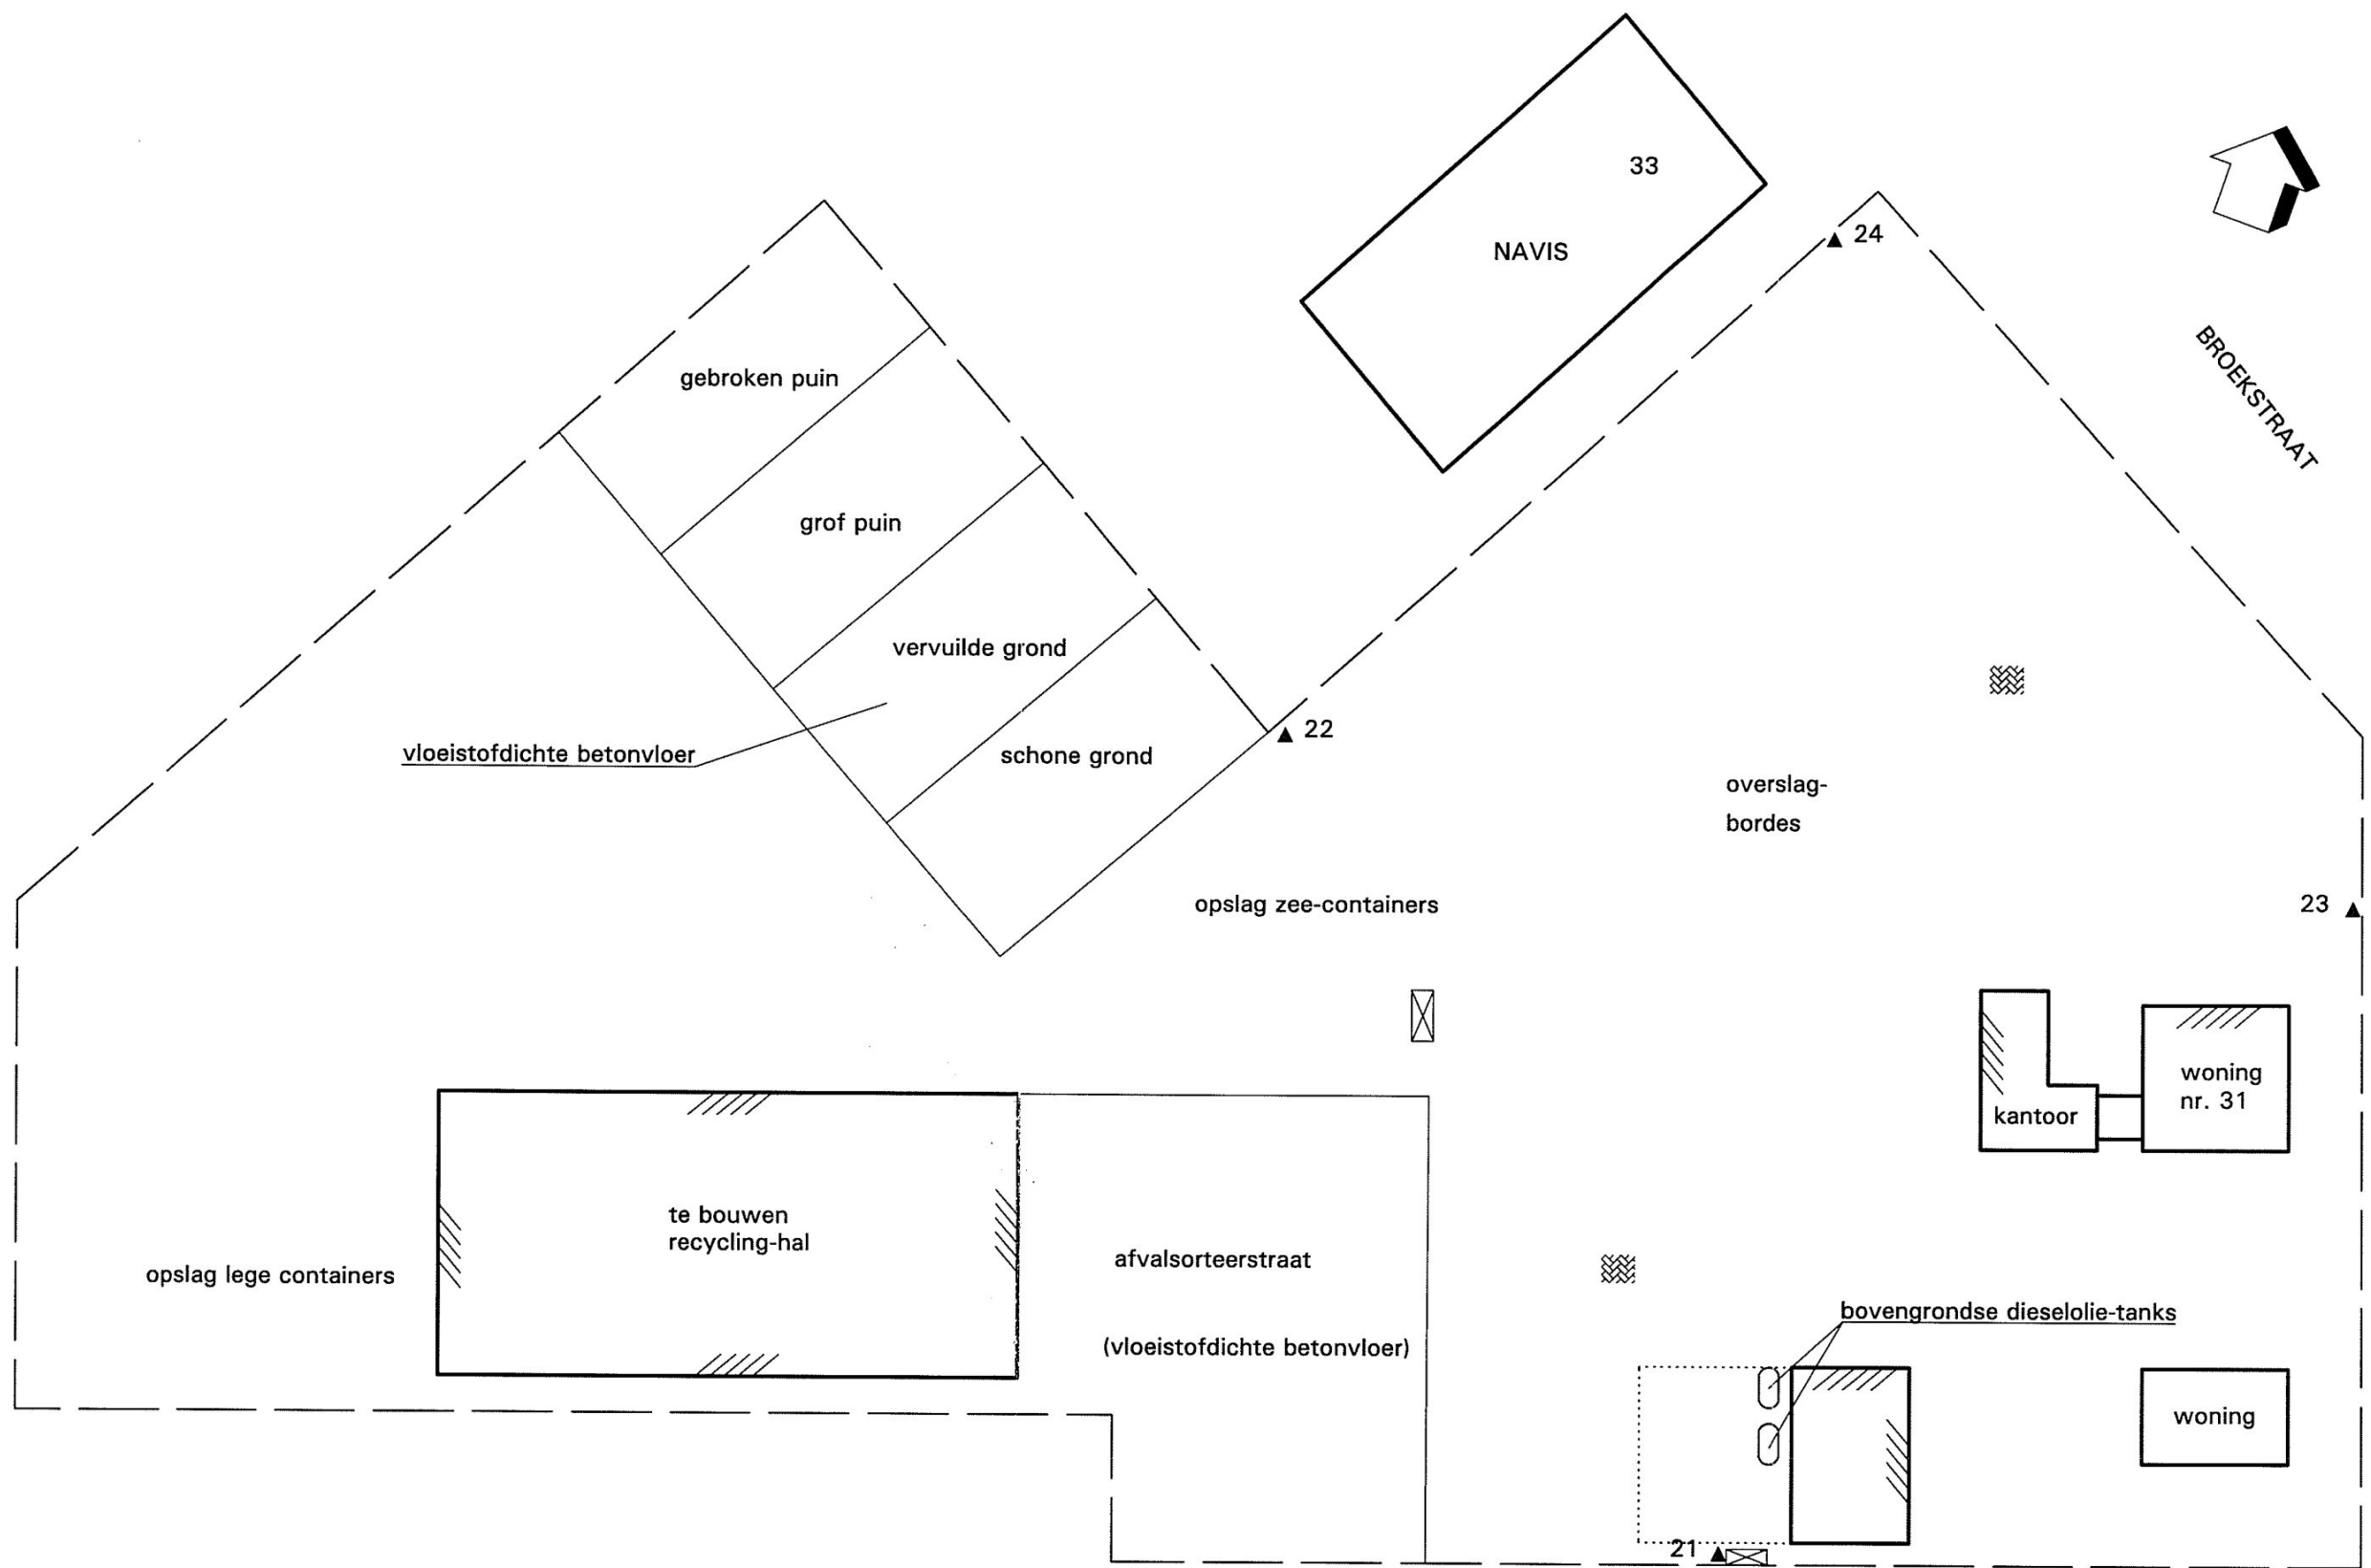 33
NAVIS
24
BROEKSTRAAT
gebroken puin
grof puin
vervuilde grond
vloeistofdichte betonvloer
schone grond
22
overslag-
bordes
opslag zee-containers
23
woning
nr. 31
kantoor
te bouwen
recycling-hal
opslag lege containers
afvalsorteerstraat
(vloeistofdichte betonvloer)
bovengrondse dieselolie-tanks
woning
21